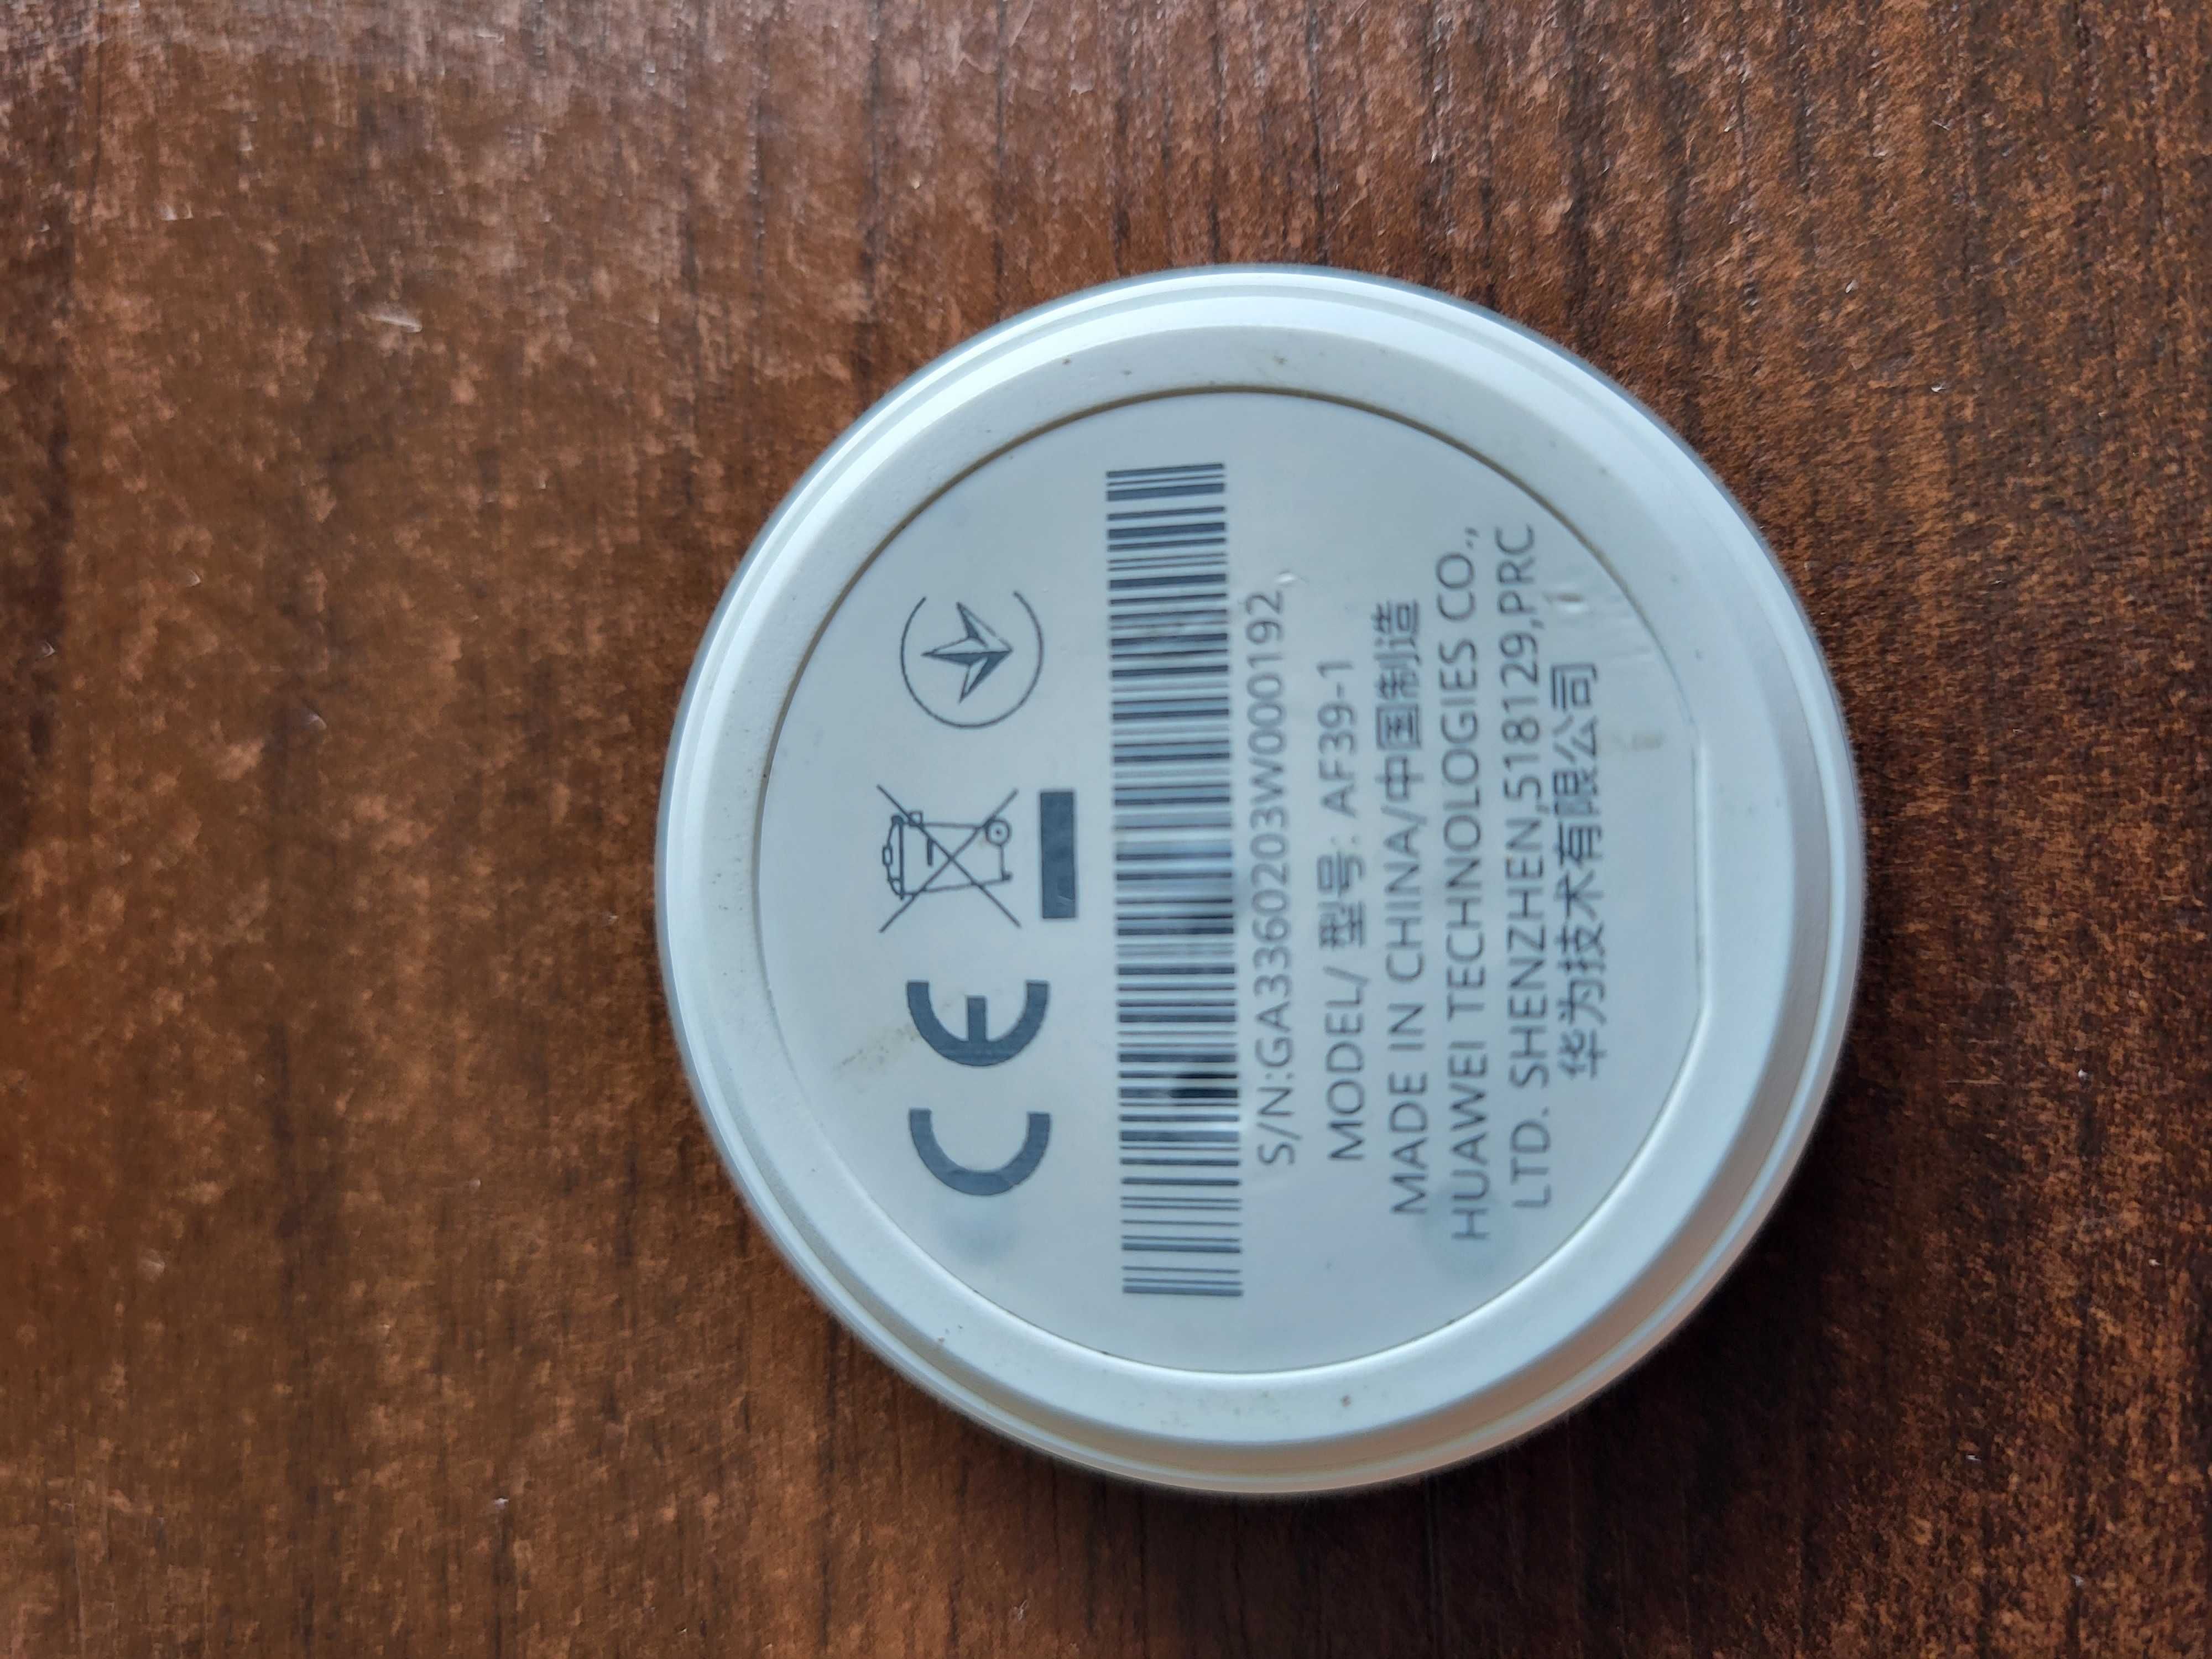 CE
S/N:GA3360203W000192
MODEL/ 型号: AF39-1
MADE IN CHINA/中国制造
HUAWEI TECHNOLOGIES CO.,
LTD. SHENZHEN,518129,PRC
华为技术有限公司